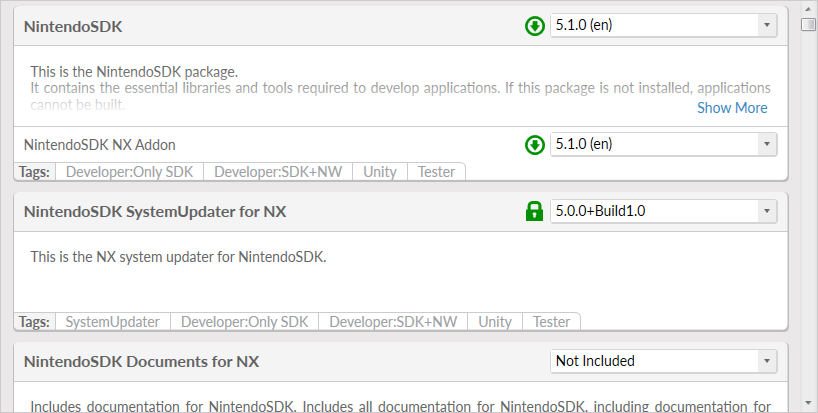 NintendoSDK
5.1.0 (en)
This is the NintendoSDK package.
It contains the essential libraries and tools required to develop applications. If this package is not installed, applications
cannot be built.
Show More
NintendoSDK NX Addon
5.1.0 (en)
Tags: Developer:Only SDK Developer:SDK+NW Unity Tester
NintendoSDK SystemUpdater for NX
5.0.0+Build1.0
This is the NX system updater for NintendoSDK.
Tags: SystemUpdater Developer:Only SDK Developer:SDK+NW Unity Tester
NintendoSDK Documents for NX
Not Included
Includes documentation for NintendoSDK. Includes all documentation for NintendoSDK, including documentation for